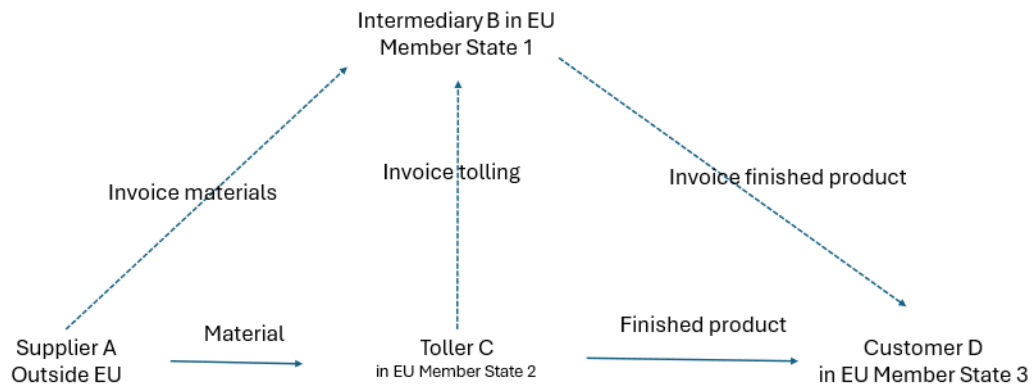 Intermediary B in EU
Member State 1
Invoice tolling
Invoice materials
Invoice finished product
Material
Finished product
Supplier A
Outside EU
Toller C
in EU Member State 2
Customer D
in EU Member State 3